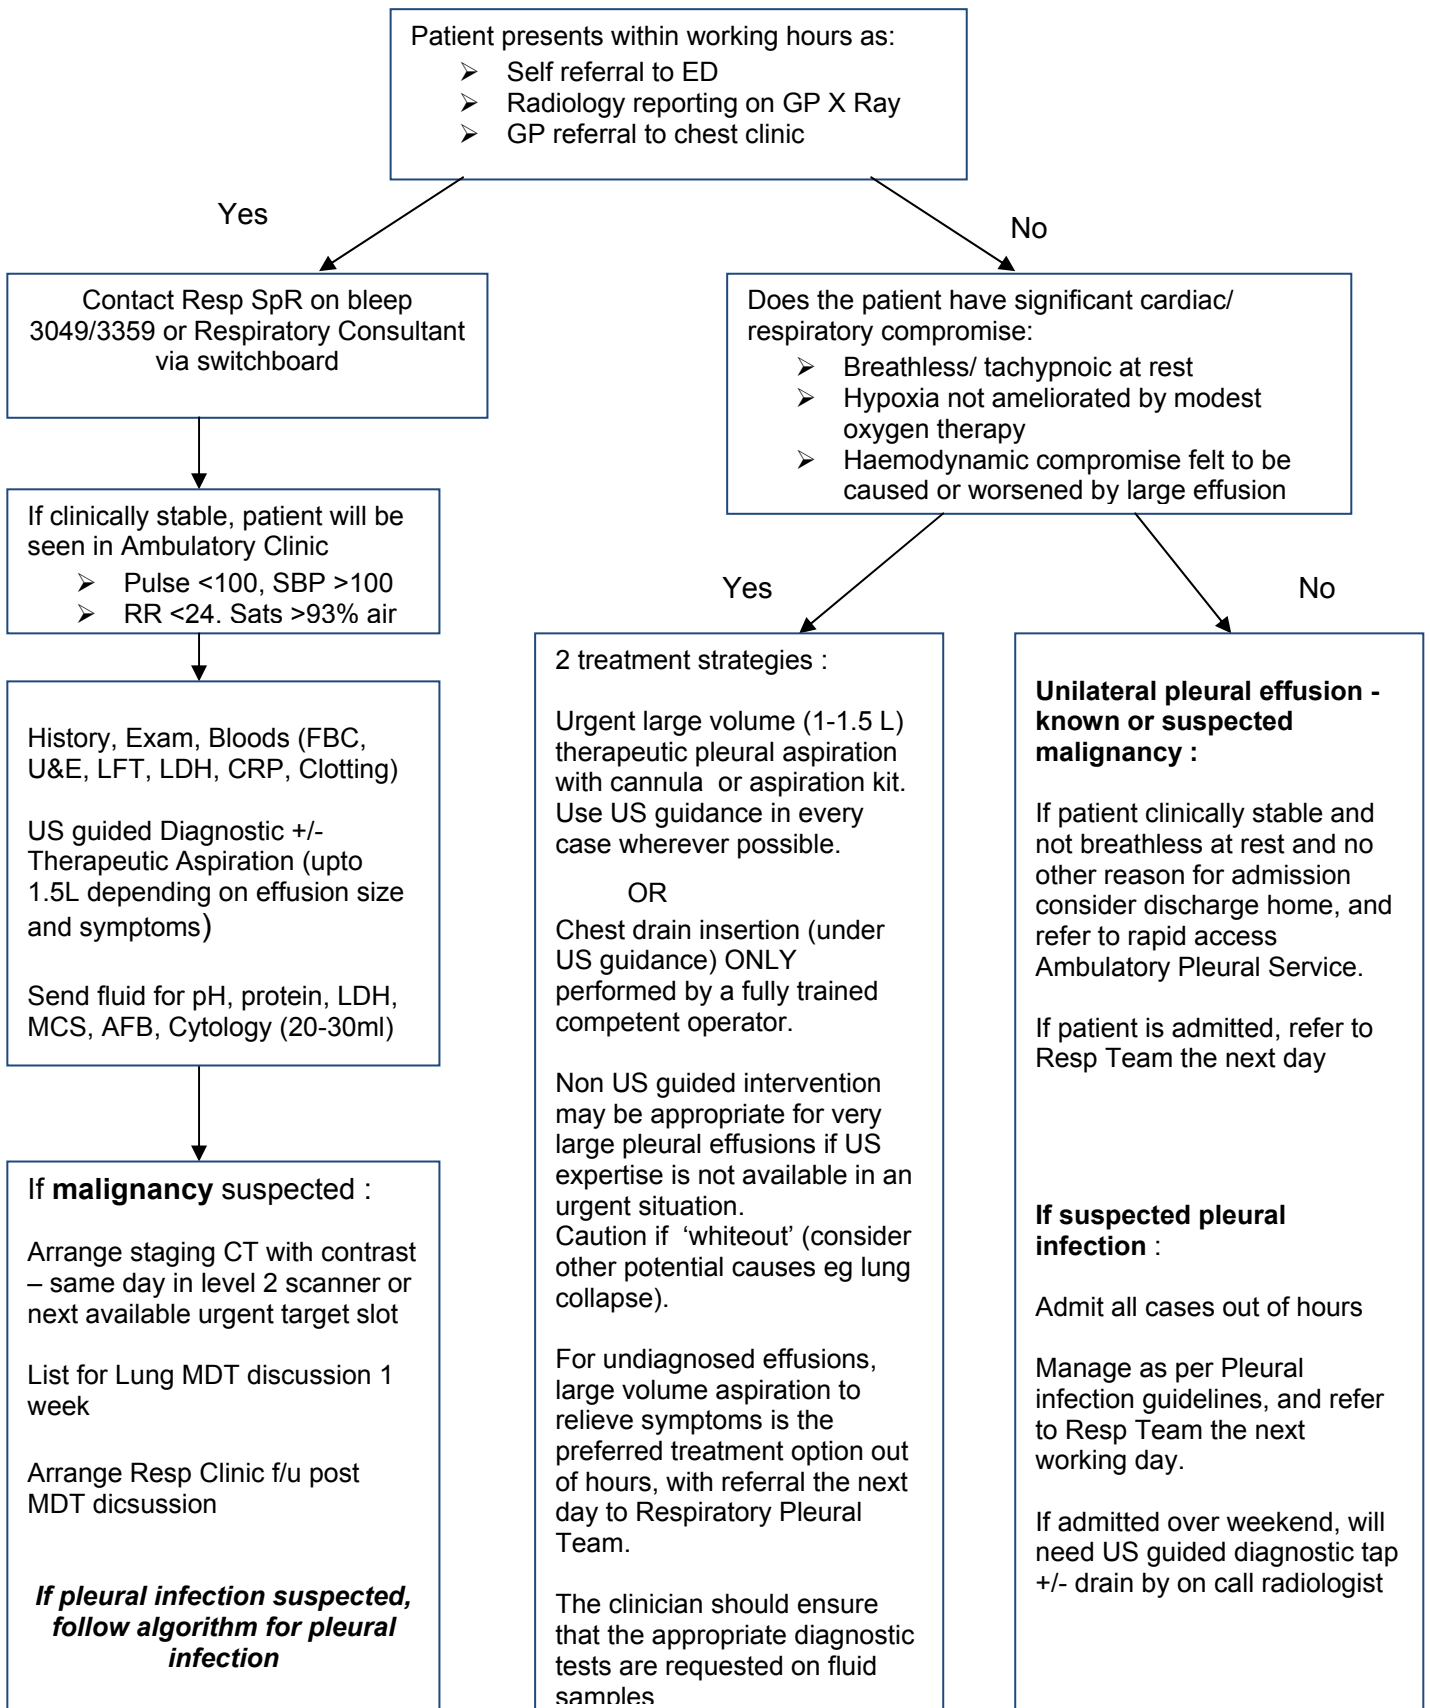 Patient presents within working hours as:
➢ Self referral to ED
➢ Radiology reporting on GP X Ray
➢ GP referral to chest clinic
Yes
No
Contact Resp SpR on bleep
3049/3359 or Respiratory Consultant
via switchboard
Does the patient have significant cardiac/
respiratory compromise:
➢ Breathless/ tachypnoic at rest
➢ Hypoxia not ameliorated by modest
oxygen therapy
➢ Haemodynamic compromise felt to be
caused or worsened by large effusion
If clinically stable, patient will be
seen in Ambulatory Clinic
➢ Pulse <100, SBP >100
➢ RR <24. Sats >93% air
Yes
No
History, Exam, Bloods (FBC,
U&E, LFT, LDH, CRP, Clotting)
US guided Diagnostic +/-
Therapeutic Aspiration (upto
1.5L depending on effusion size
and symptoms)
Send fluid for pH, protein, LDH,
MCS, AFB, Cytology (20-30ml)
If malignancy suspected :
Arrange staging CT with contrast
– same day in level 2 scanner or
next available urgent target slot
List for Lung MDT discussion 1
week
Arrange Resp Clinic f/u post
MDT dicsussion
If pleural infection suspected,
follow algorithm for pleural
infection
2 treatment strategies :
Urgent large volume (1-1.5 L)
therapeutic pleural aspiration
with cannula or aspiration kit.
Use US guidance in every
case wherever possible.
OR
Chest drain insertion (under
US guidance) ONLY
performed by a fully trained
competent operator.
Non US guided intervention
may be appropriate for very
large pleural effusions if US
expertise is not available in an
urgent situation.
Caution if ‘whiteout’ (consider
other potential causes eg lung
collapse).
For undiagnosed effusions,
large volume aspiration to
relieve symptoms is the
preferred treatment option out
of hours, with referral the next
day to Respiratory Pleural
Team.
The clinician should ensure
that the appropriate diagnostic
tests are requested on fluid
samples
Unilateral pleural effusion -
known or suspected
malignancy :
If patient clinically stable and
not breathless at rest and no
other reason for admission
consider discharge home, and
refer to rapid access
Ambulatory Pleural Service.
If patient is admitted, refer to
Resp Team the next day
If suspected pleural
infection :
Admit all cases out of hours
Manage as per Pleural
infection guidelines, and refer
to Resp Team the next
working day.
If admitted over weekend, will
need US guided diagnostic tap
+/- drain by on call radiologist